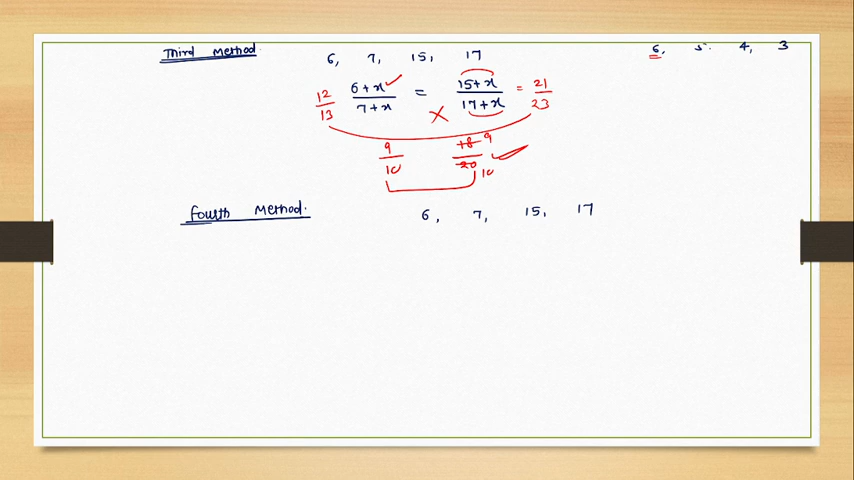 Third Method.
6, 7, 15, 17
6, 5. 4, 3
12/13 (6+x)/(7+x) = (15+x)/(17+x) = 21/23
9/10 18/20 9/10
Fourth Method.
6, 7, 15, 17